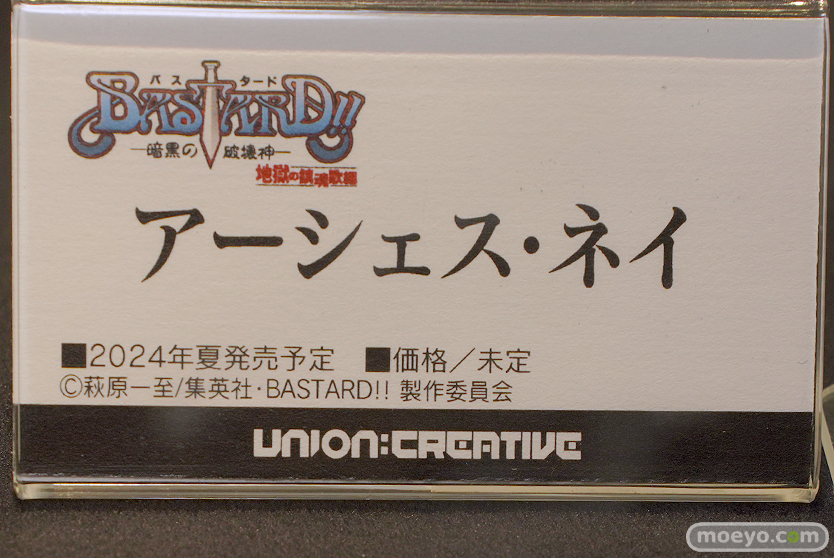 バスタード
BASTARD!!
―暗黒の破壊神―
地獄の鎮魂歌編
アーシェス・ネイ
■2024年夏発売予定 ■価格／未定
©萩原一至/集英社・BASTARD!! 製作委員会
UNION:CREATIVE
moeyo.com